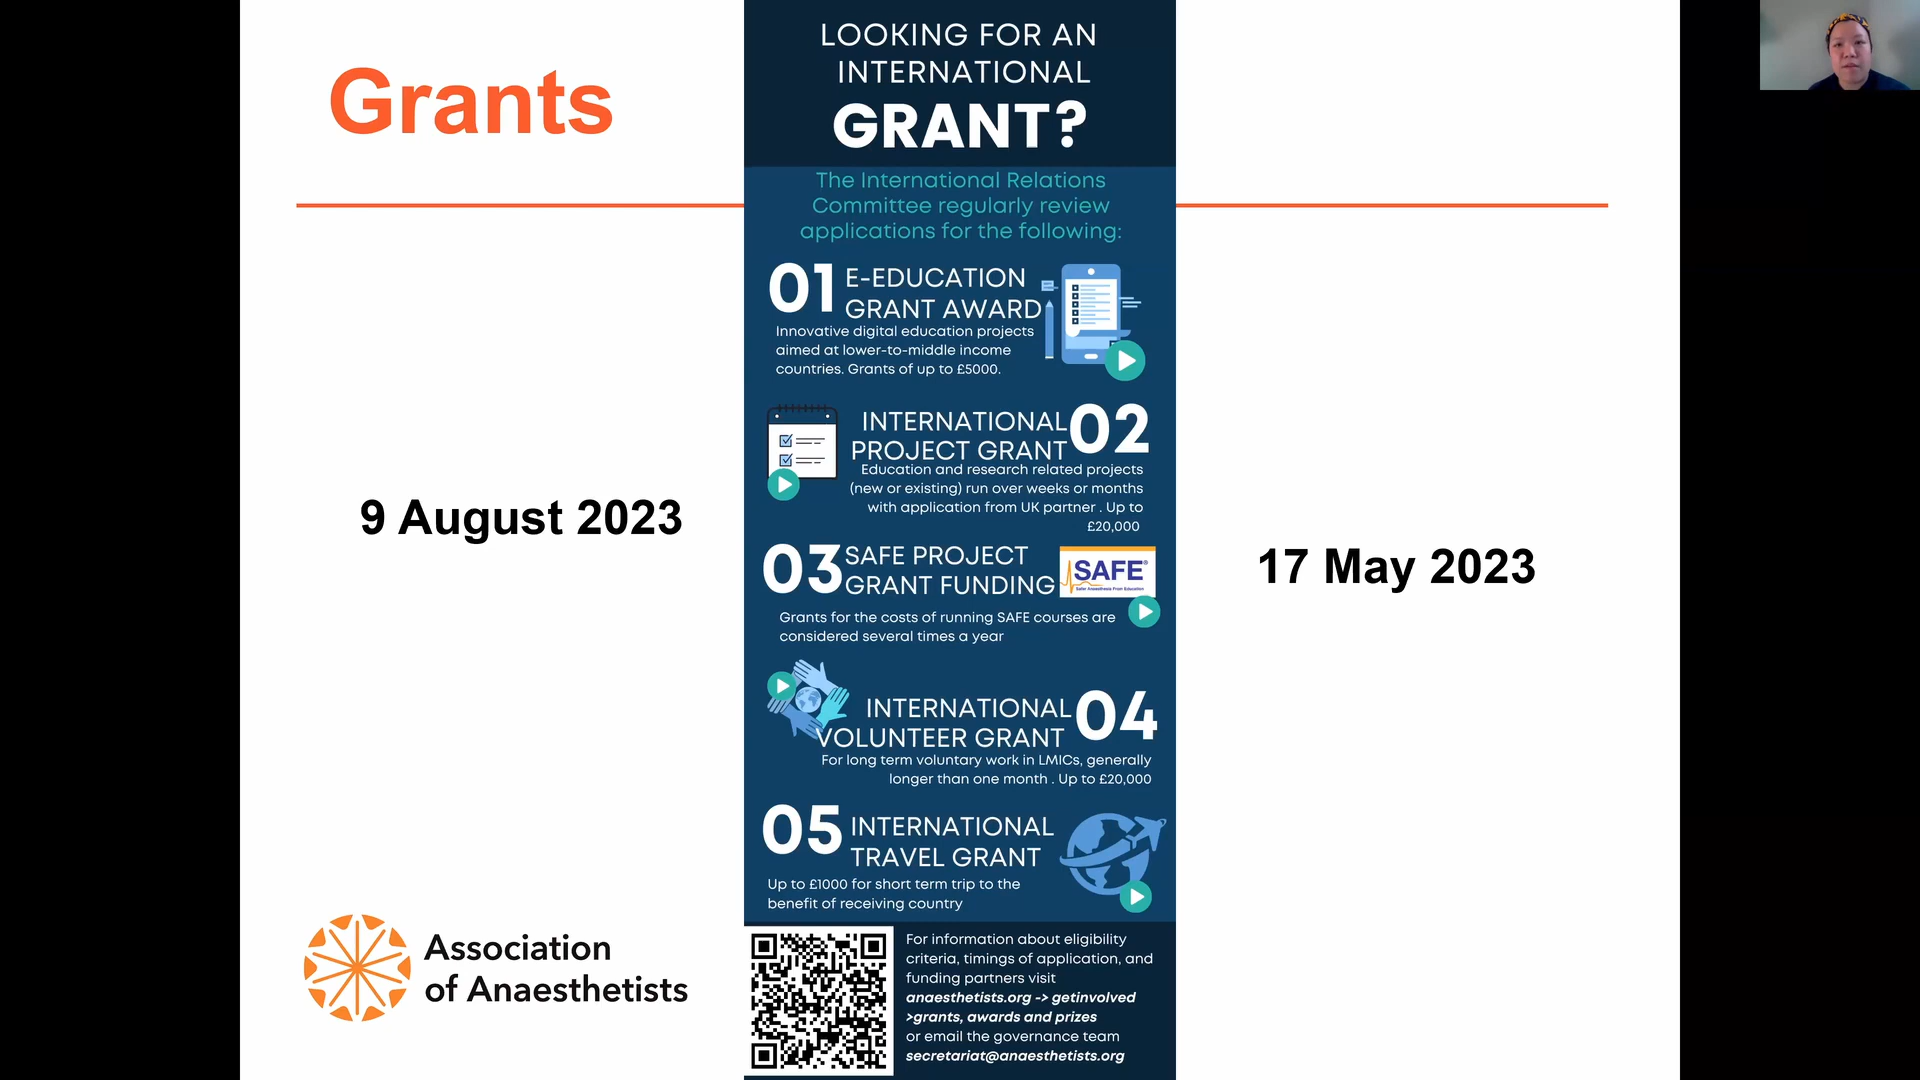 Grants
LOOKING FOR AN
INTERNATIONAL
GRANT?
The International Relations
Committee regularly review
applications for the following:
01 E-EDUCATION
GRANT AWARD
Innovative digital education projects
aimed at lower-to-middle income
countries. Grants of up to £5000.
INTERNATIONAL 02
PROJECT GRANT
Education and research related projects
(new or existing) run over weeks or months
with application from UK partner . Up to
£20,000
03 SAFE PROJECT
GRANT FUNDING
SAFE®
Safer Anaesthesia From Education
Grants for the costs of running SAFE courses are
considered several times a year
INTERNATIONAL 04
VOLUNTEER GRANT
For long term voluntary work in LMICs, generally
longer than one month . Up to £20,000
05 INTERNATIONAL
TRAVEL GRANT
Up to £1000 for short term trip to the
benefit of receiving country
For information about eligibility
criteria, timings of application, and
funding partners visit
anaesthetists.org -> getinvolved
>grants, awards and prizes
or email the governance team
secretariat@anaesthetists.org
9 August 2023
17 May 2023
Association
of Anaesthetists